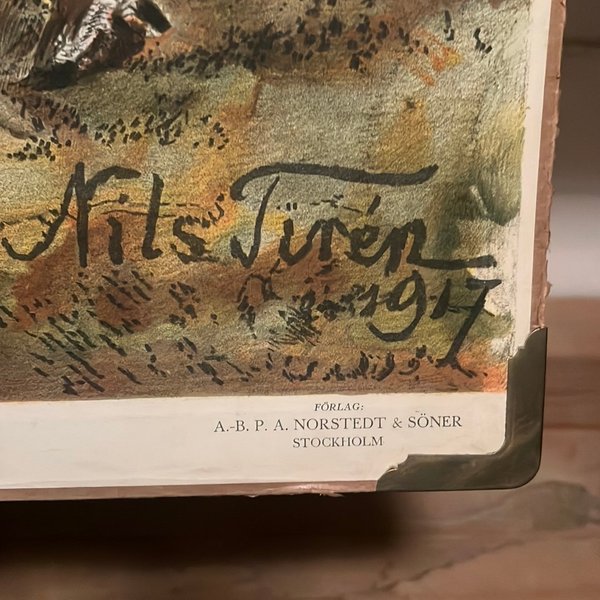 Nils Tirén
1917
FÖRLAG:
A.-B. P. A. NORSTEDT & SÖNER
STOCKHOLM